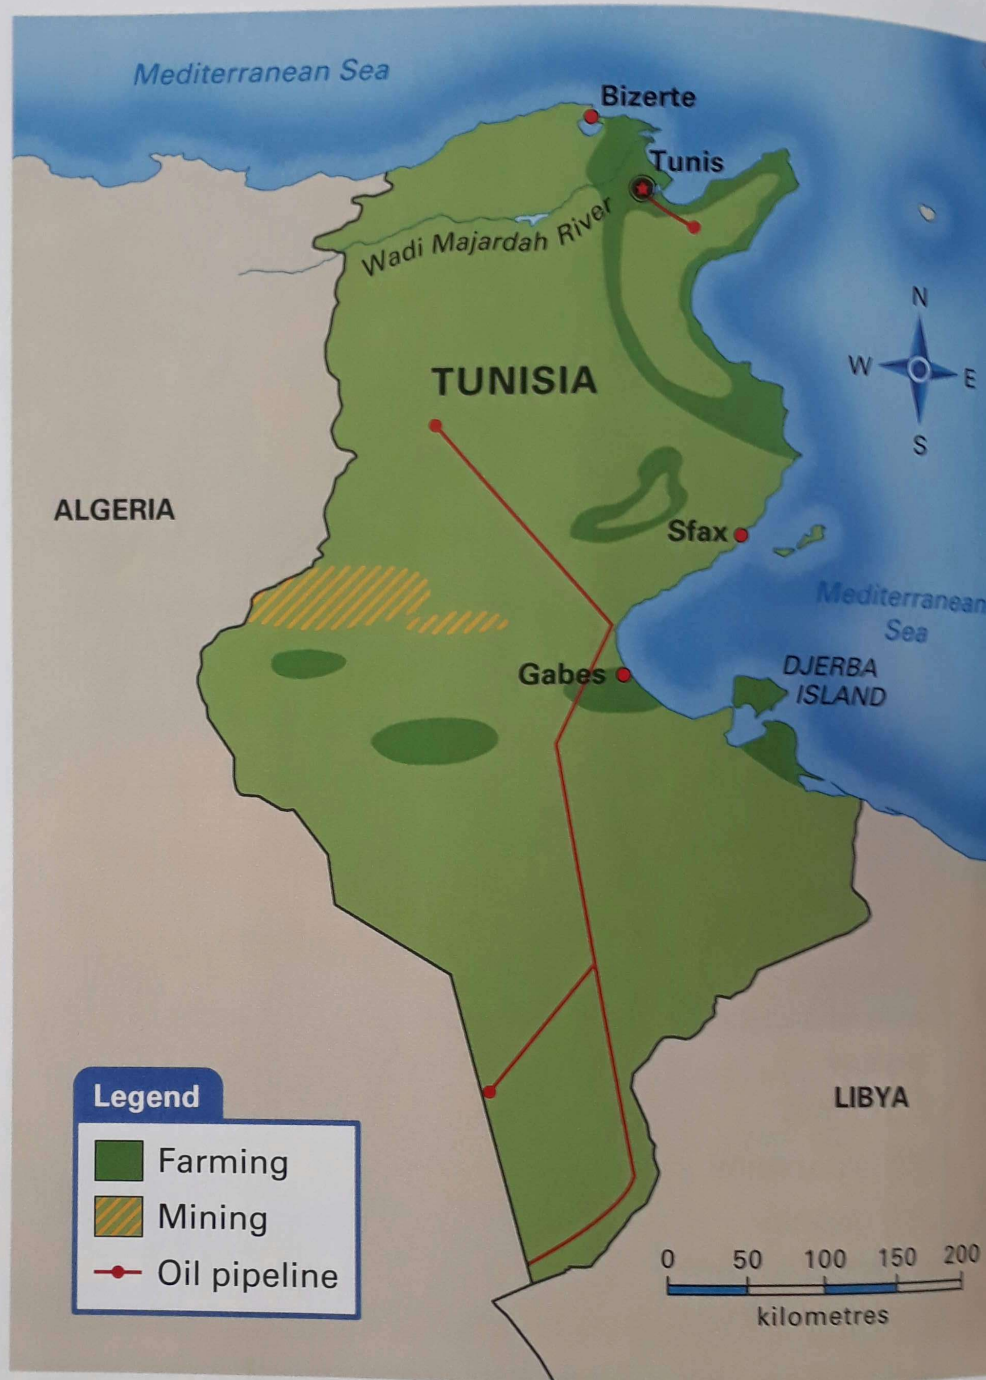 Mediterranean Sea
Bizerte
Tunis
Wadi Majardah River
N
W
E
S
TUNISIA
ALGERIA
Sfax
Mediterranean
Sea
Gabes
DJERBA
ISLAND
LIBYA
Legend
Farming
Mining
Oil pipeline
0 50 100 150 200
kilometres